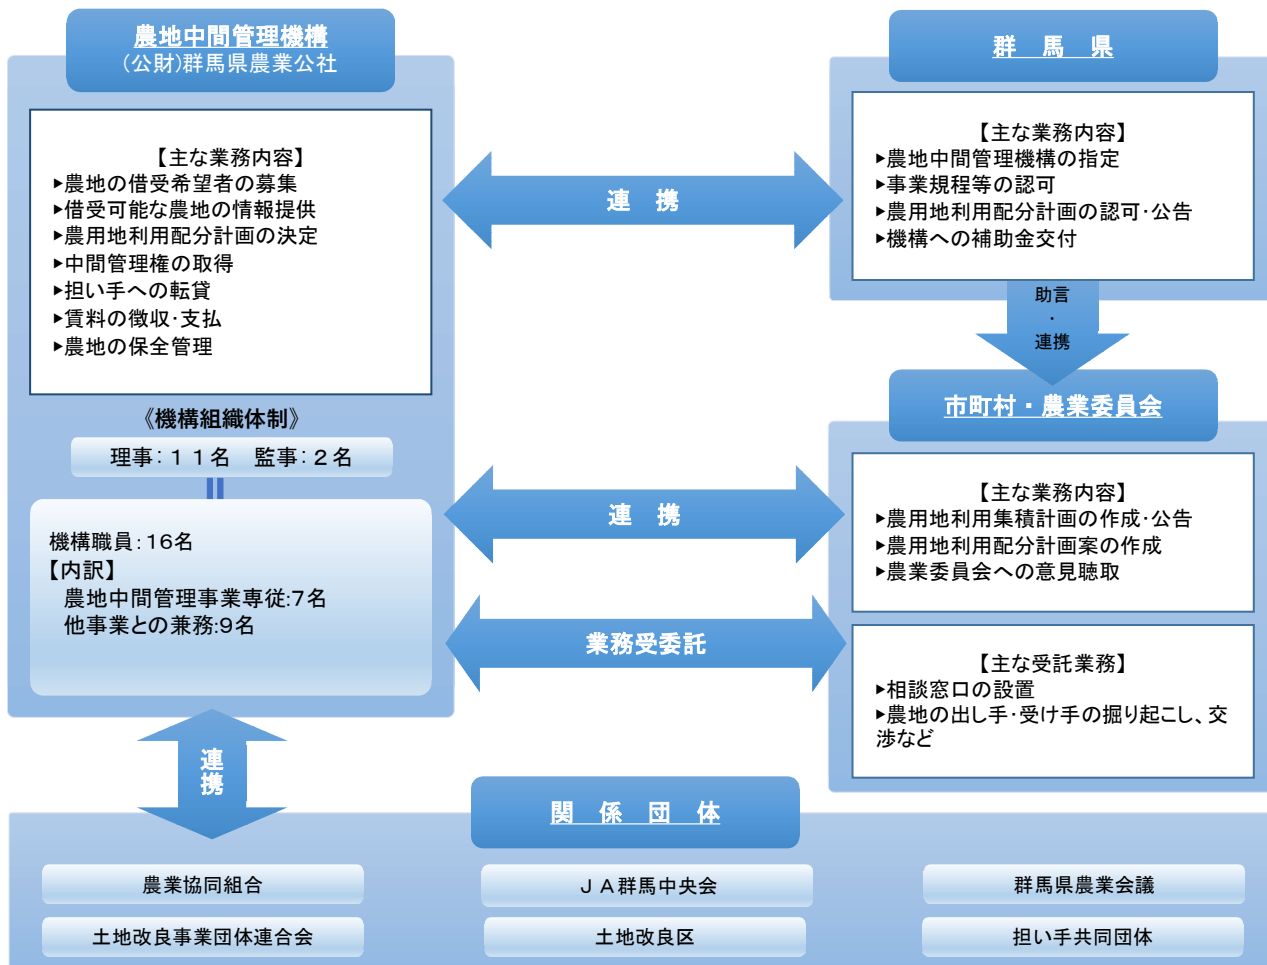 農地中間管理機構
(公財)群馬県農業公社
【主な業務内容】
▶農地の借受希望者の募集
▶借受可能な農地の情報提供
▶農用地利用配分計画の決定
▶中間管理権の取得
▶担い手への転貸
▶賃料の徴収･支払
▶農地の保全管理
《機構組織体制》
理事：１１名　監事：２名
機構職員：16名
【内訳】
農地中間管理事業専従:7名
他事業との兼務:9名
連　携
群　馬　県
【主な業務内容】
▶農地中間管理機構の指定
▶事業規程等の認可
▶農用地利用配分計画の認可･公告
▶機構への補助金交付
助言
・
連携
市町村・農業委員会
連　携
【主な業務内容】
▶農用地利用集積計画の作成･公告
▶農用地利用配分計画案の作成
▶農業委員会への意見聴取
業務受委託
【主な受託業務】
▶相談窓口の設置
▶農地の出し手･受け手の掘り起こし、交
渉など
連
携
関　係　団　体
農業協同組合
ＪＡ群馬中央会
群馬県農業会議
土地改良事業団体連合会
土地改良区
担い手共同団体